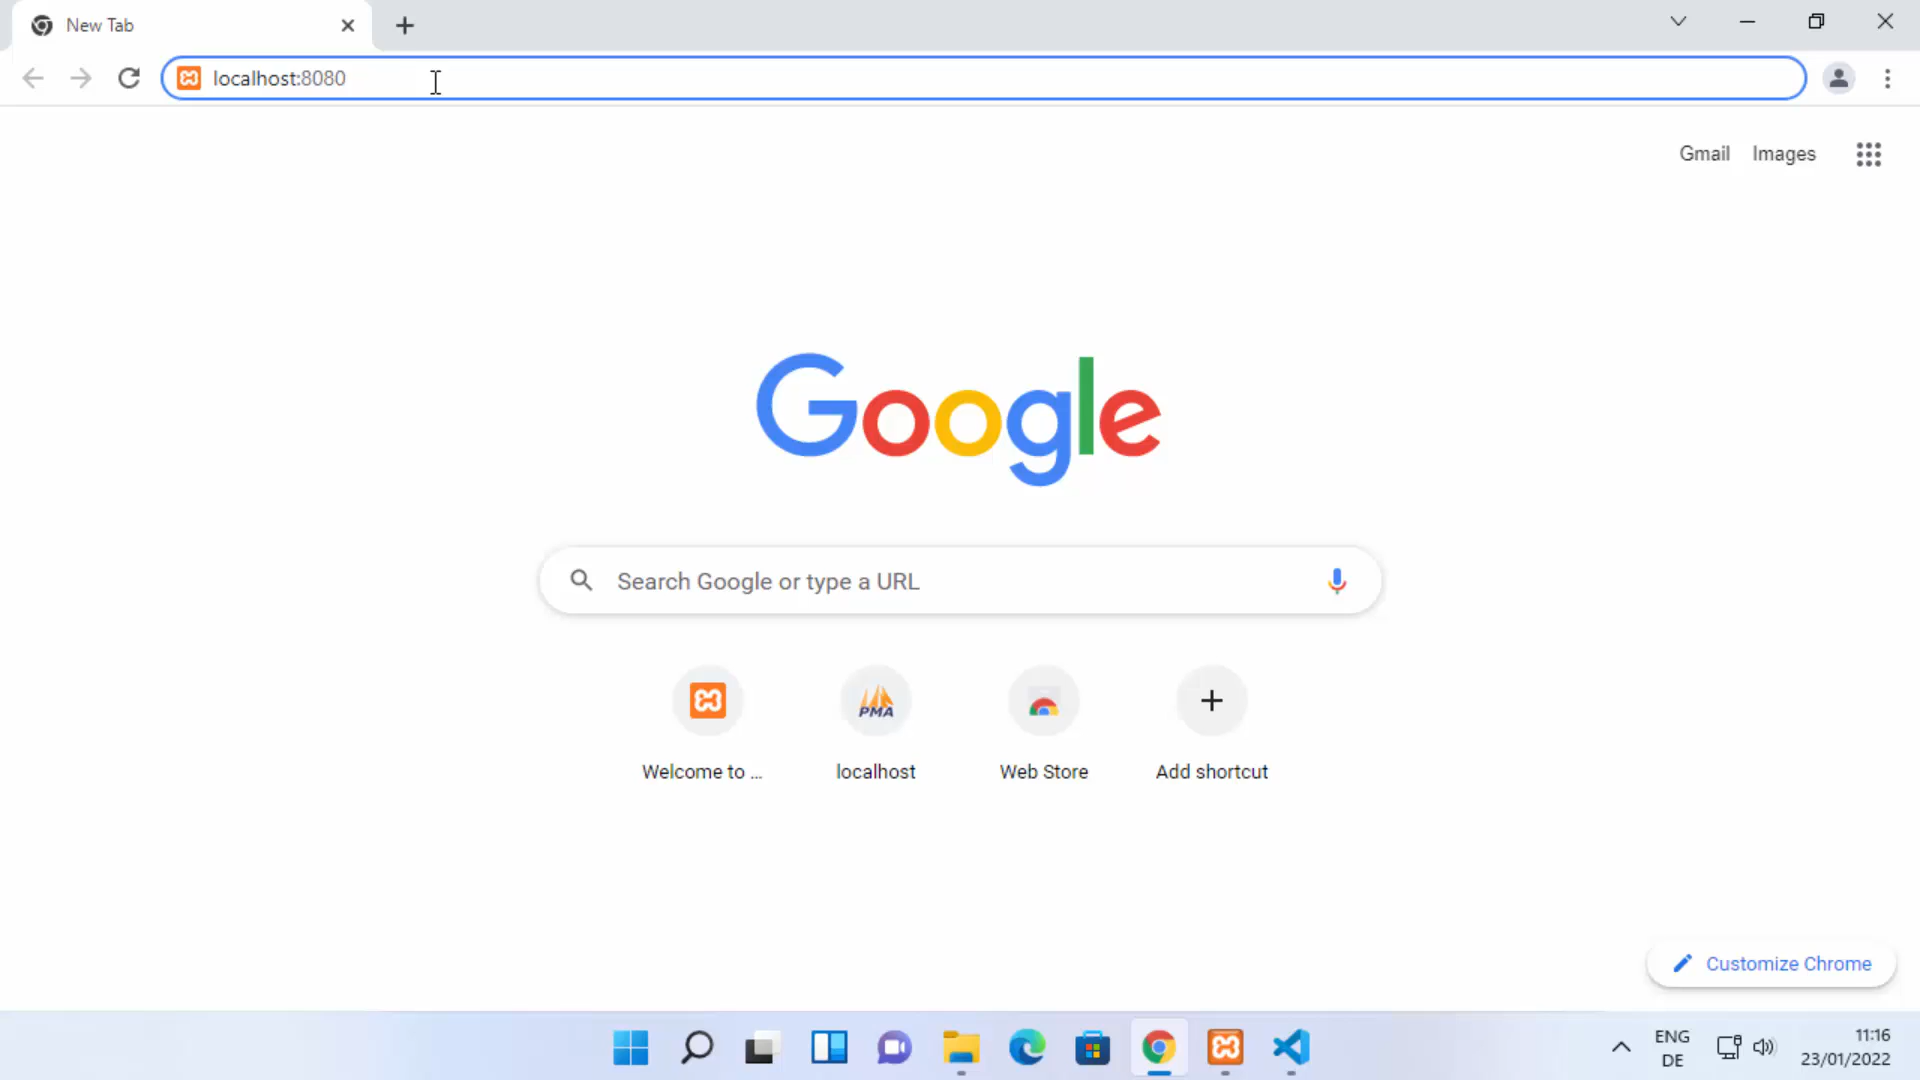 New Tab
localhost:8080
Gmail Images
Google
Search Google or type a URL
PMA
Welcome to ... localhost Web Store Add shortcut
Customize Chrome
ENG
DE
11:16
23/01/2022